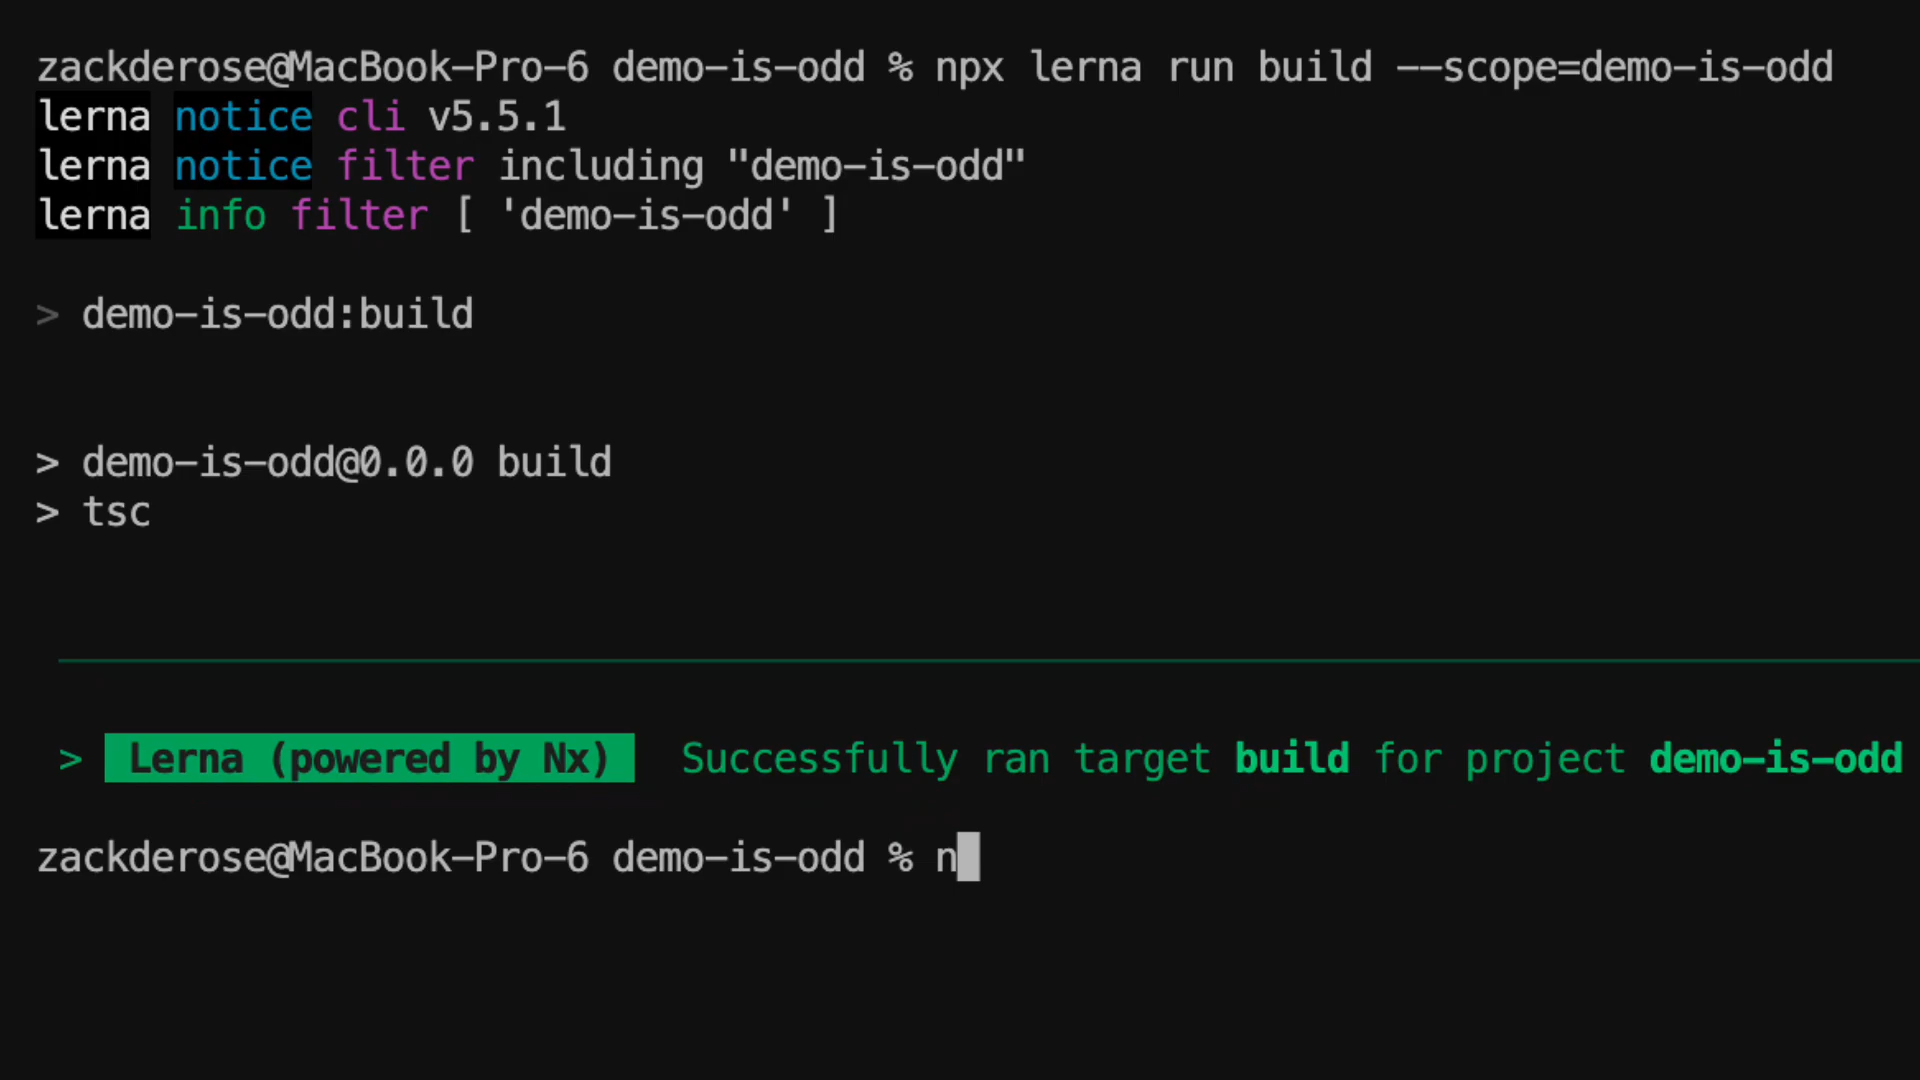 zackderose@MacBook-Pro-6 demo-is-odd % npx lerna run build --scope=demo-is-odd
lerna notice cli v5.5.1
lerna notice filter including "demo-is-odd"
lerna info filter [ 'demo-is-odd' ]
> demo-is-odd:build
> demo-is-odd@0.0.0 build
> tsc
> Lerna (powered by Nx) Successfully ran target build for project demo-is-odd
zackderose@MacBook-Pro-6 demo-is-odd % n